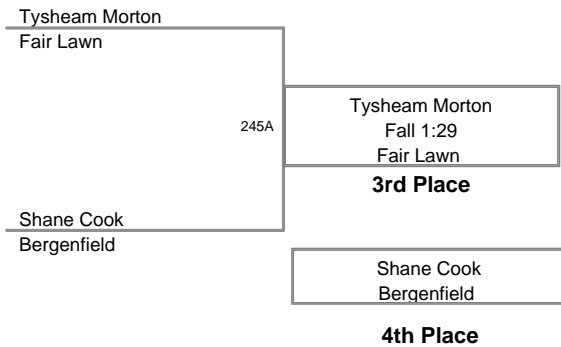 Tysheam Morton
Fair Lawn
245A
Tysheam Morton
Fall 1:29
Fair Lawn
3rd Place
Shane Cook
Bergenfield
Shane Cook
Bergenfield
4th Place